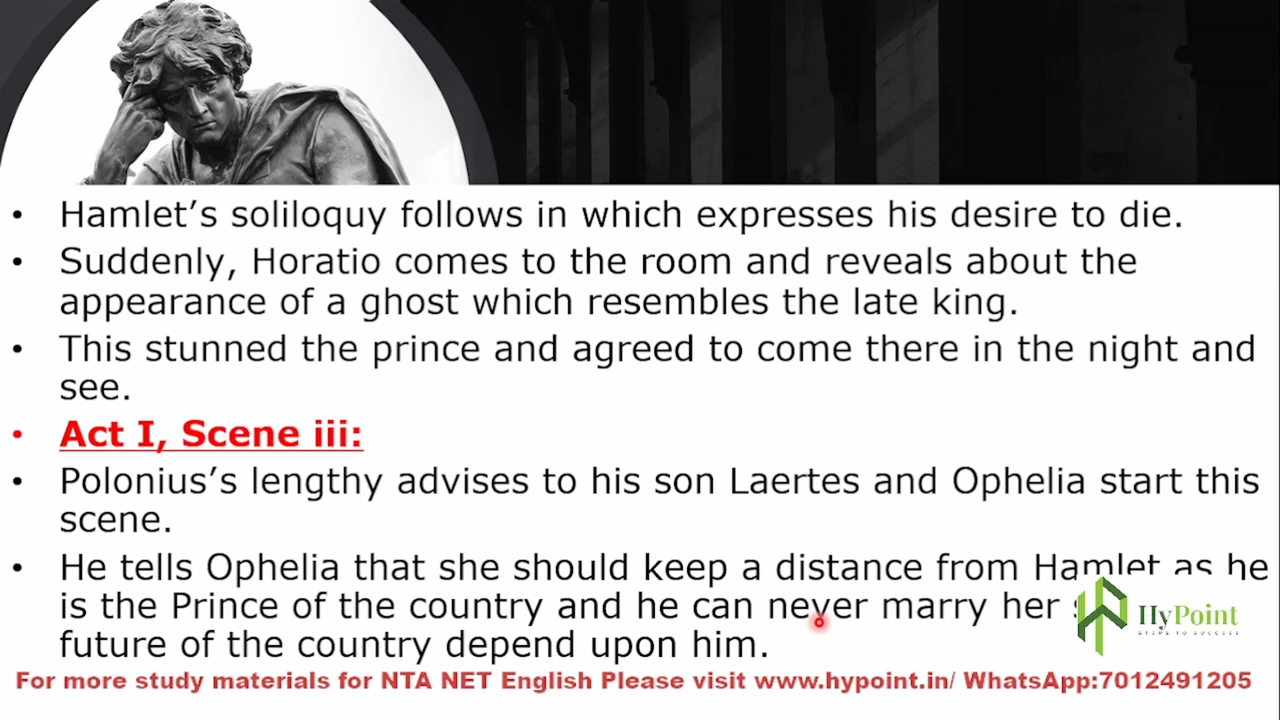 • Hamlet’s soliloquy follows in which expresses his desire to die.
• Suddenly, Horatio comes to the room and reveals about the
appearance of a ghost which resembles the late king.
• This stunned the prince and agreed to come there in the night and
see.
• Act I, Scene iii:
• Polonius’s lengthy advises to his son Laertes and Ophelia start this
scene.
• He tells Ophelia that she should keep a distance from Hamlet as he
is the Prince of the country and he can never marry her
future of the country depend upon him.
HyPoint
STEPS TO SUCCESS
For more study materials for NTA NET English Please visit www.hypoint.in/ WhatsApp:7012491205